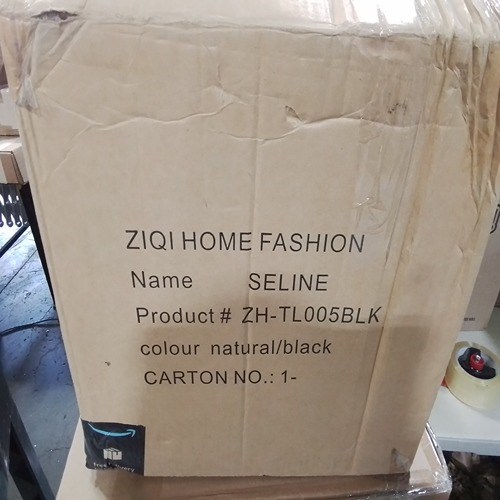 ZIQI HOME FASHION
Name SELINE
Product # ZH-TL005BLK
colour natural/black
CARTON NO.: 1-